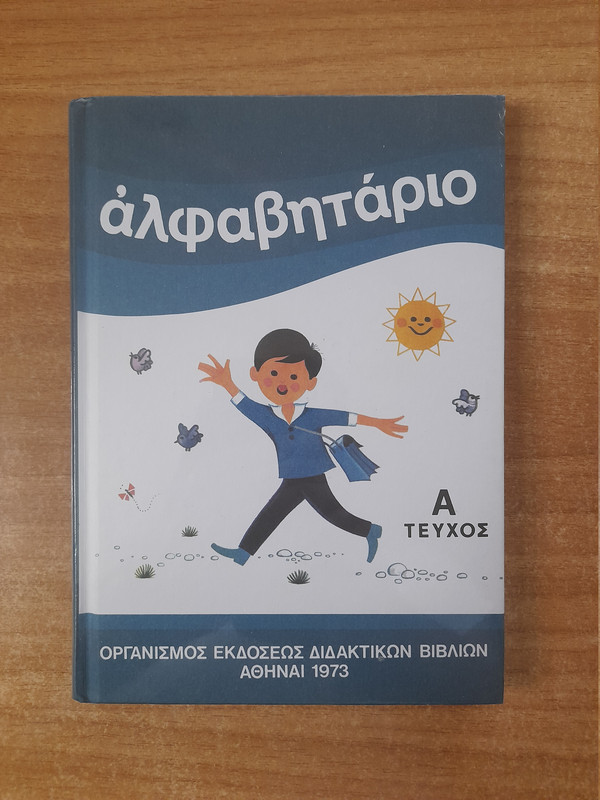 ἀλφαβητάριο
Α
ΤΕΥΧΟΣ
ΟΡΓΑΝΙΣΜΟΣ ΕΚΔΟΣΕΩΣ ΔΙΔΑΚΤΙΚΩΝ ΒΙΒΛΙΩΝ
ΑΘΗΝΑΙ 1973